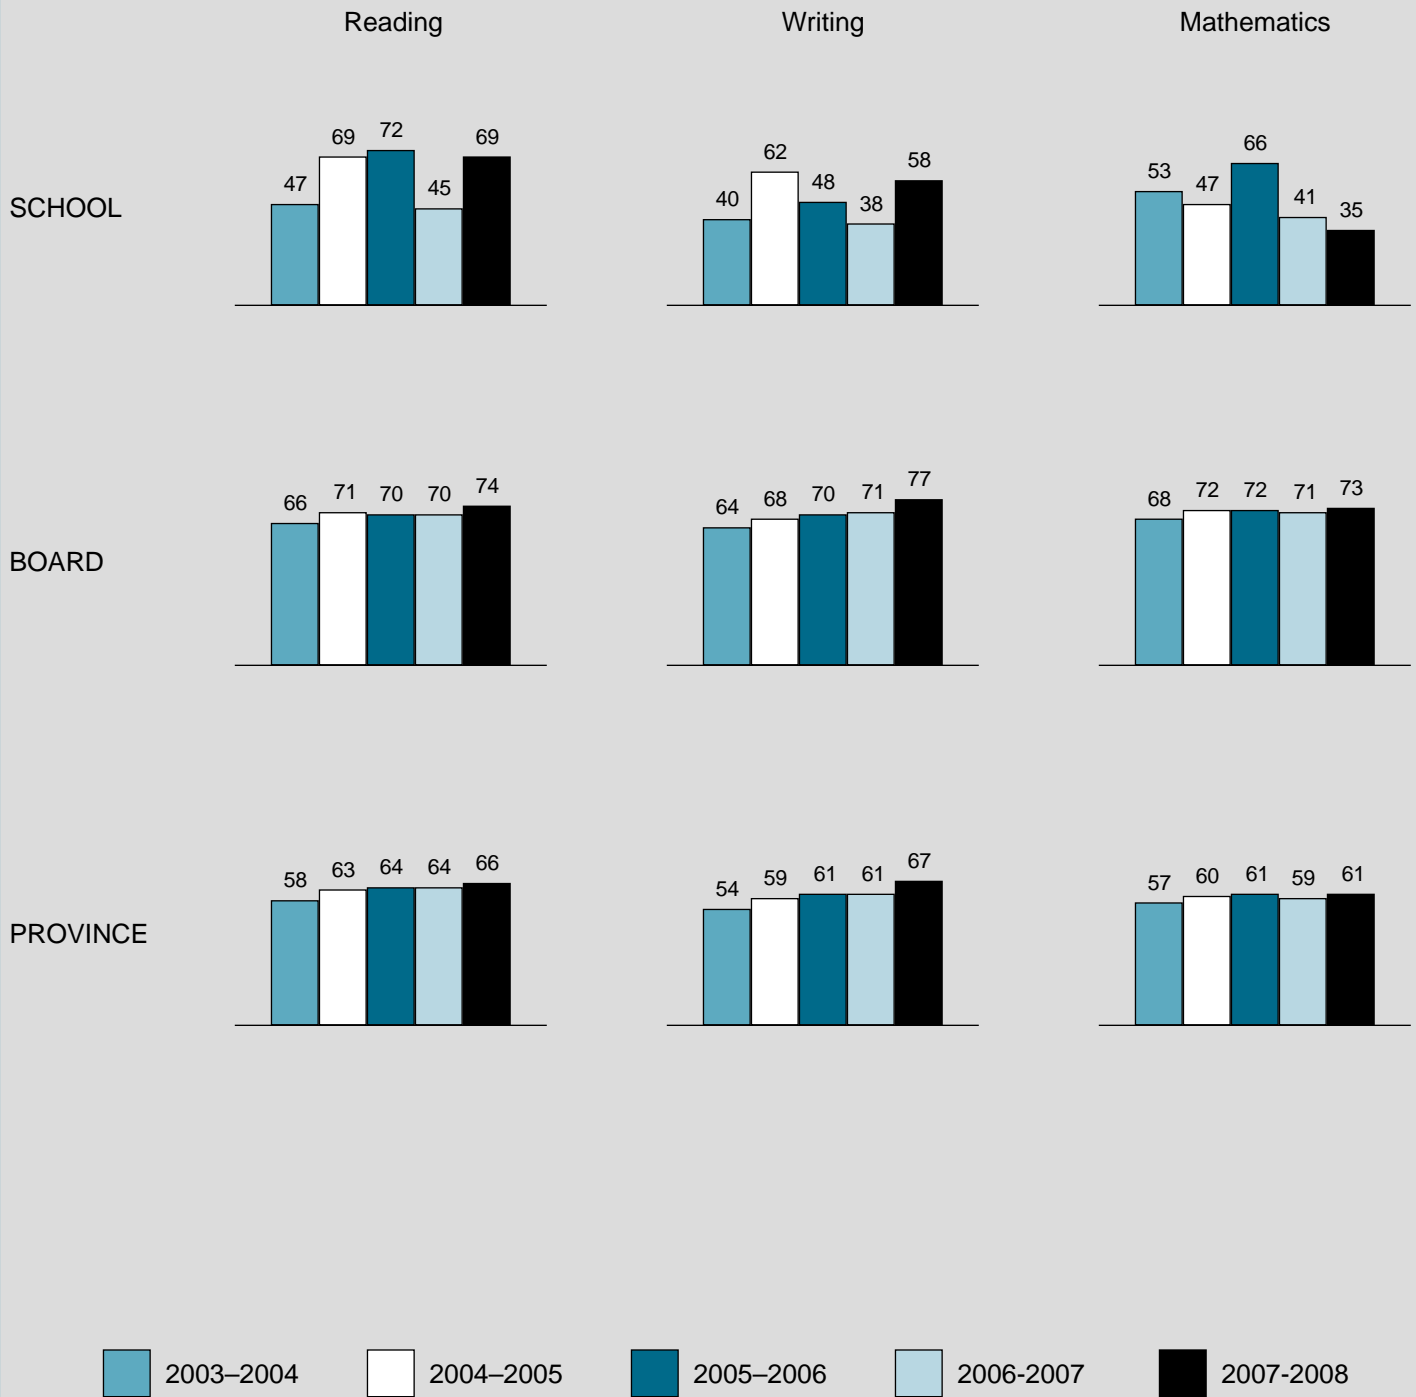 Reading Writing Mathematics
69 72 69
47 45
62 58
40 48 38
66
53 47 41 35
SCHOOL
66 71 70 70 74
64 68 70 71 77
68 72 72 71 73
BOARD
58 63 64 64 66
54 59 61 61 67
57 60 61 59 61
PROVINCE
2003–2004 2004–2005 2005–2006 2006-2007 2007-2008